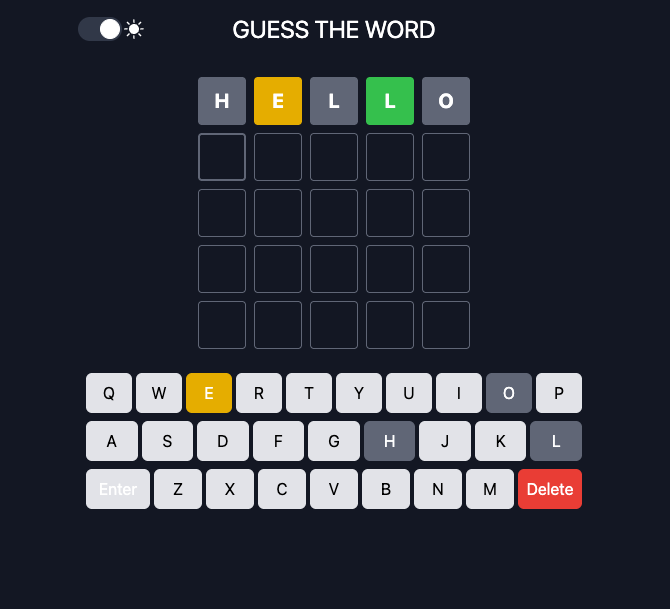 GUESS THE WORD
H E L L O
Q W E R T Y U I O P
A S D F G H J K L
Enter Z X C V B N M Delete